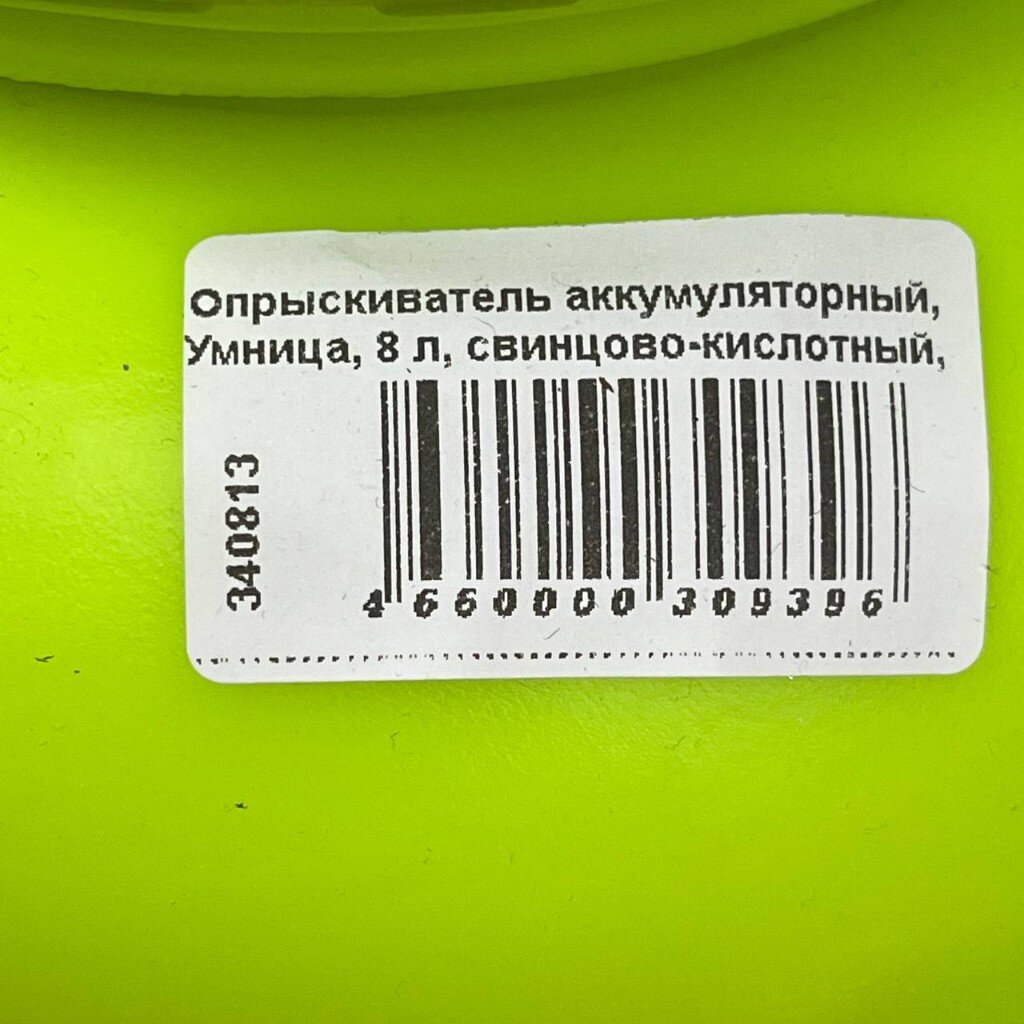 Опрыскиватель аккумуляторный,
Умница, 8 л, свинцово-кислотный,
340813
4 660000 309396